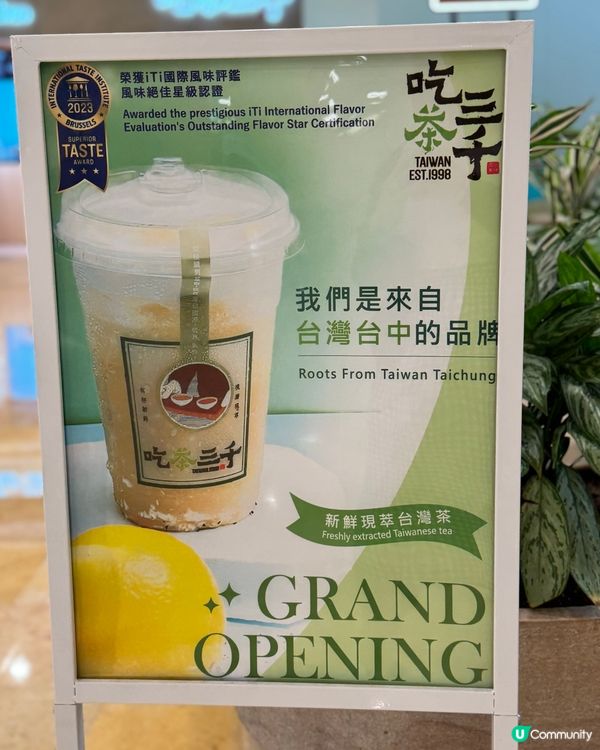 INTERNATIONAL TASTE INSTITUTE
2023
BRUSSELS
SUPERIOR
TASTE
AWARD
榮獲iTi國際風味評鑑
風味絕佳星級認證
Awarded the prestigious iTi International Flavor
Evaluation's Outstanding Flavor Star Certification
吃茶三千
TAIWAN
EST.1998
我們是來自
台灣台中的品牌
Roots From Taiwan Taichung
吃茶三千
新鮮現萃台灣茶
Freshly extracted Taiwanese tea
GRAND
OPENING
U Community